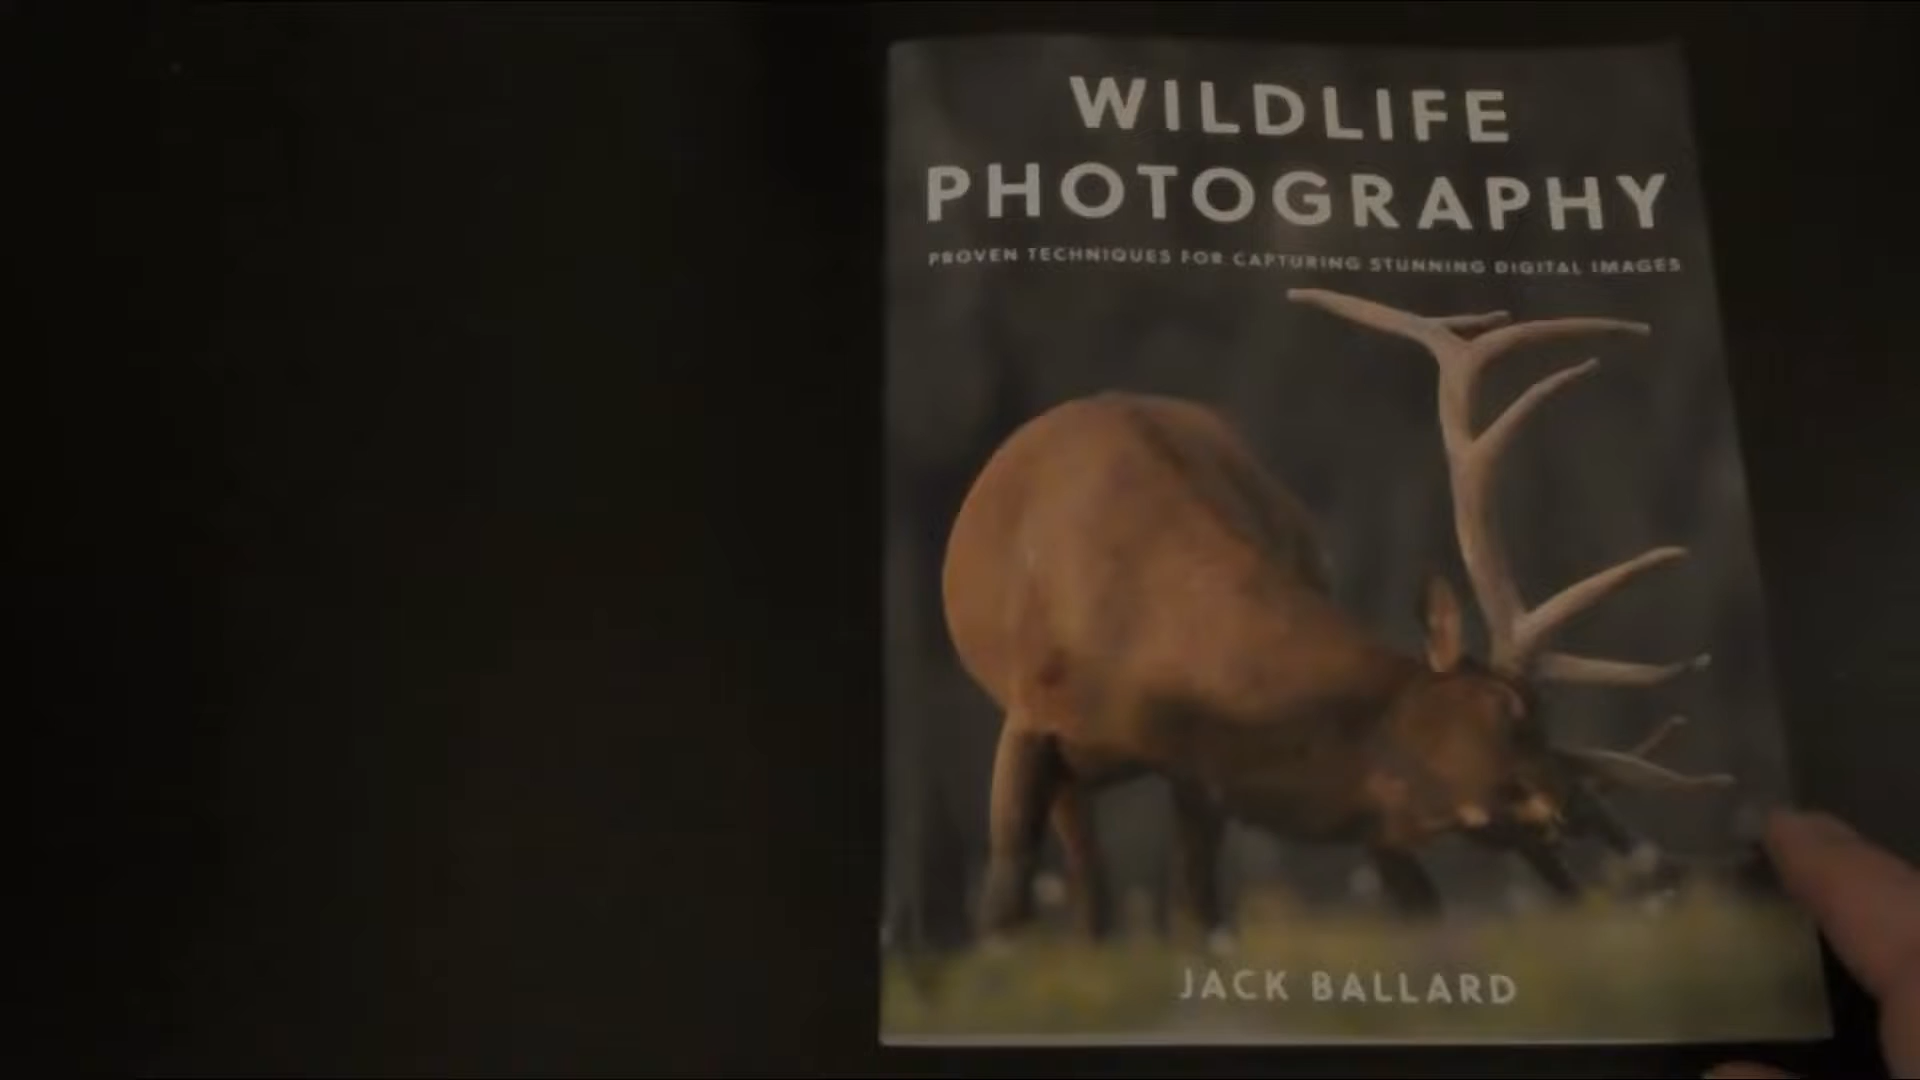 WILDLIFE
PHOTOGRAPHY
PROVEN TECHNIQUES FOR CAPTURING STUNNING DIGITAL IMAGES
JACK BALLARD